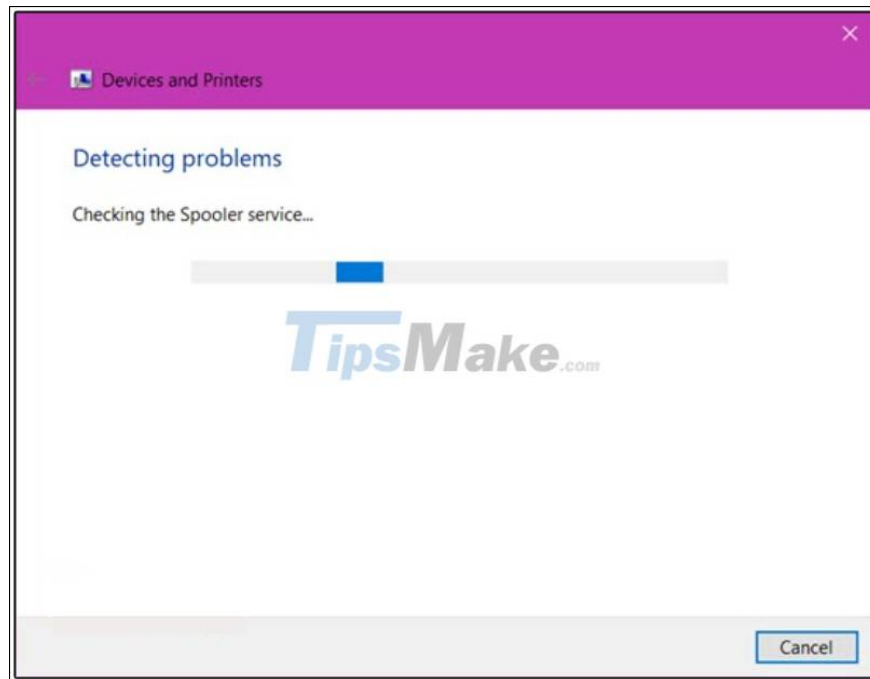 Devices and Printers
Detecting problems
Checking the Spooler service...
TipsMake.com
Cancel